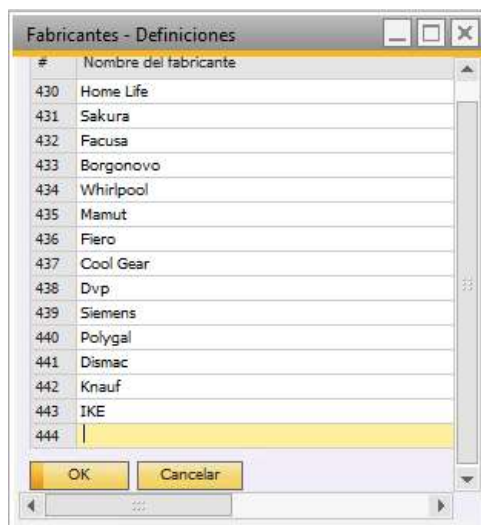 Fabricantes - Definiciones
# Nombre del fabricante
430 Home Life
431 Sakura
432 Facusa
433 Borgonovo
434 Whirlpool
435 Mamut
436 Fiero
437 Cool Gear
438 Dvp
439 Siemens
440 Polygal
441 Dismac
442 Knauf
443 IKE
444
OK Cancelar